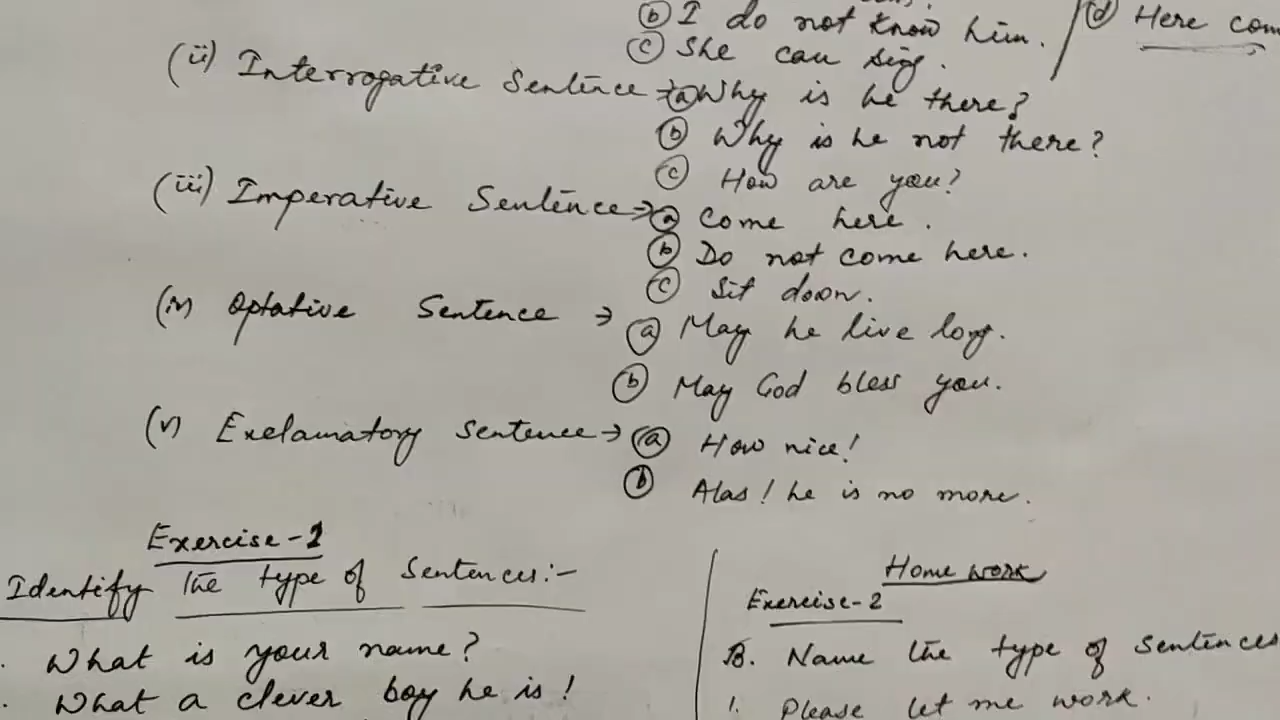 (b) I do not know him.
(d) Here com
(c) She can sing.
(ii) Interrogative Sentence → (a) Why is he there?
(b) Why is he not there?
(c) How are you?
(iii) Imperative Sentence → (a) Come here.
(b) Do not come here.
(c) Sit down.
(iv) Optative Sentence → (a) May he live long.
(b) May God bless you.
(v) Exclamatory Sentence → (a) How nice!
(b) Alas! he is no more.
Exercise-1
Identify the type of Sentences:-
. What is your name?
. What a clever boy he is!
Home work
Exercise-2
B. Name the type of Sentences
1. Please let me work.